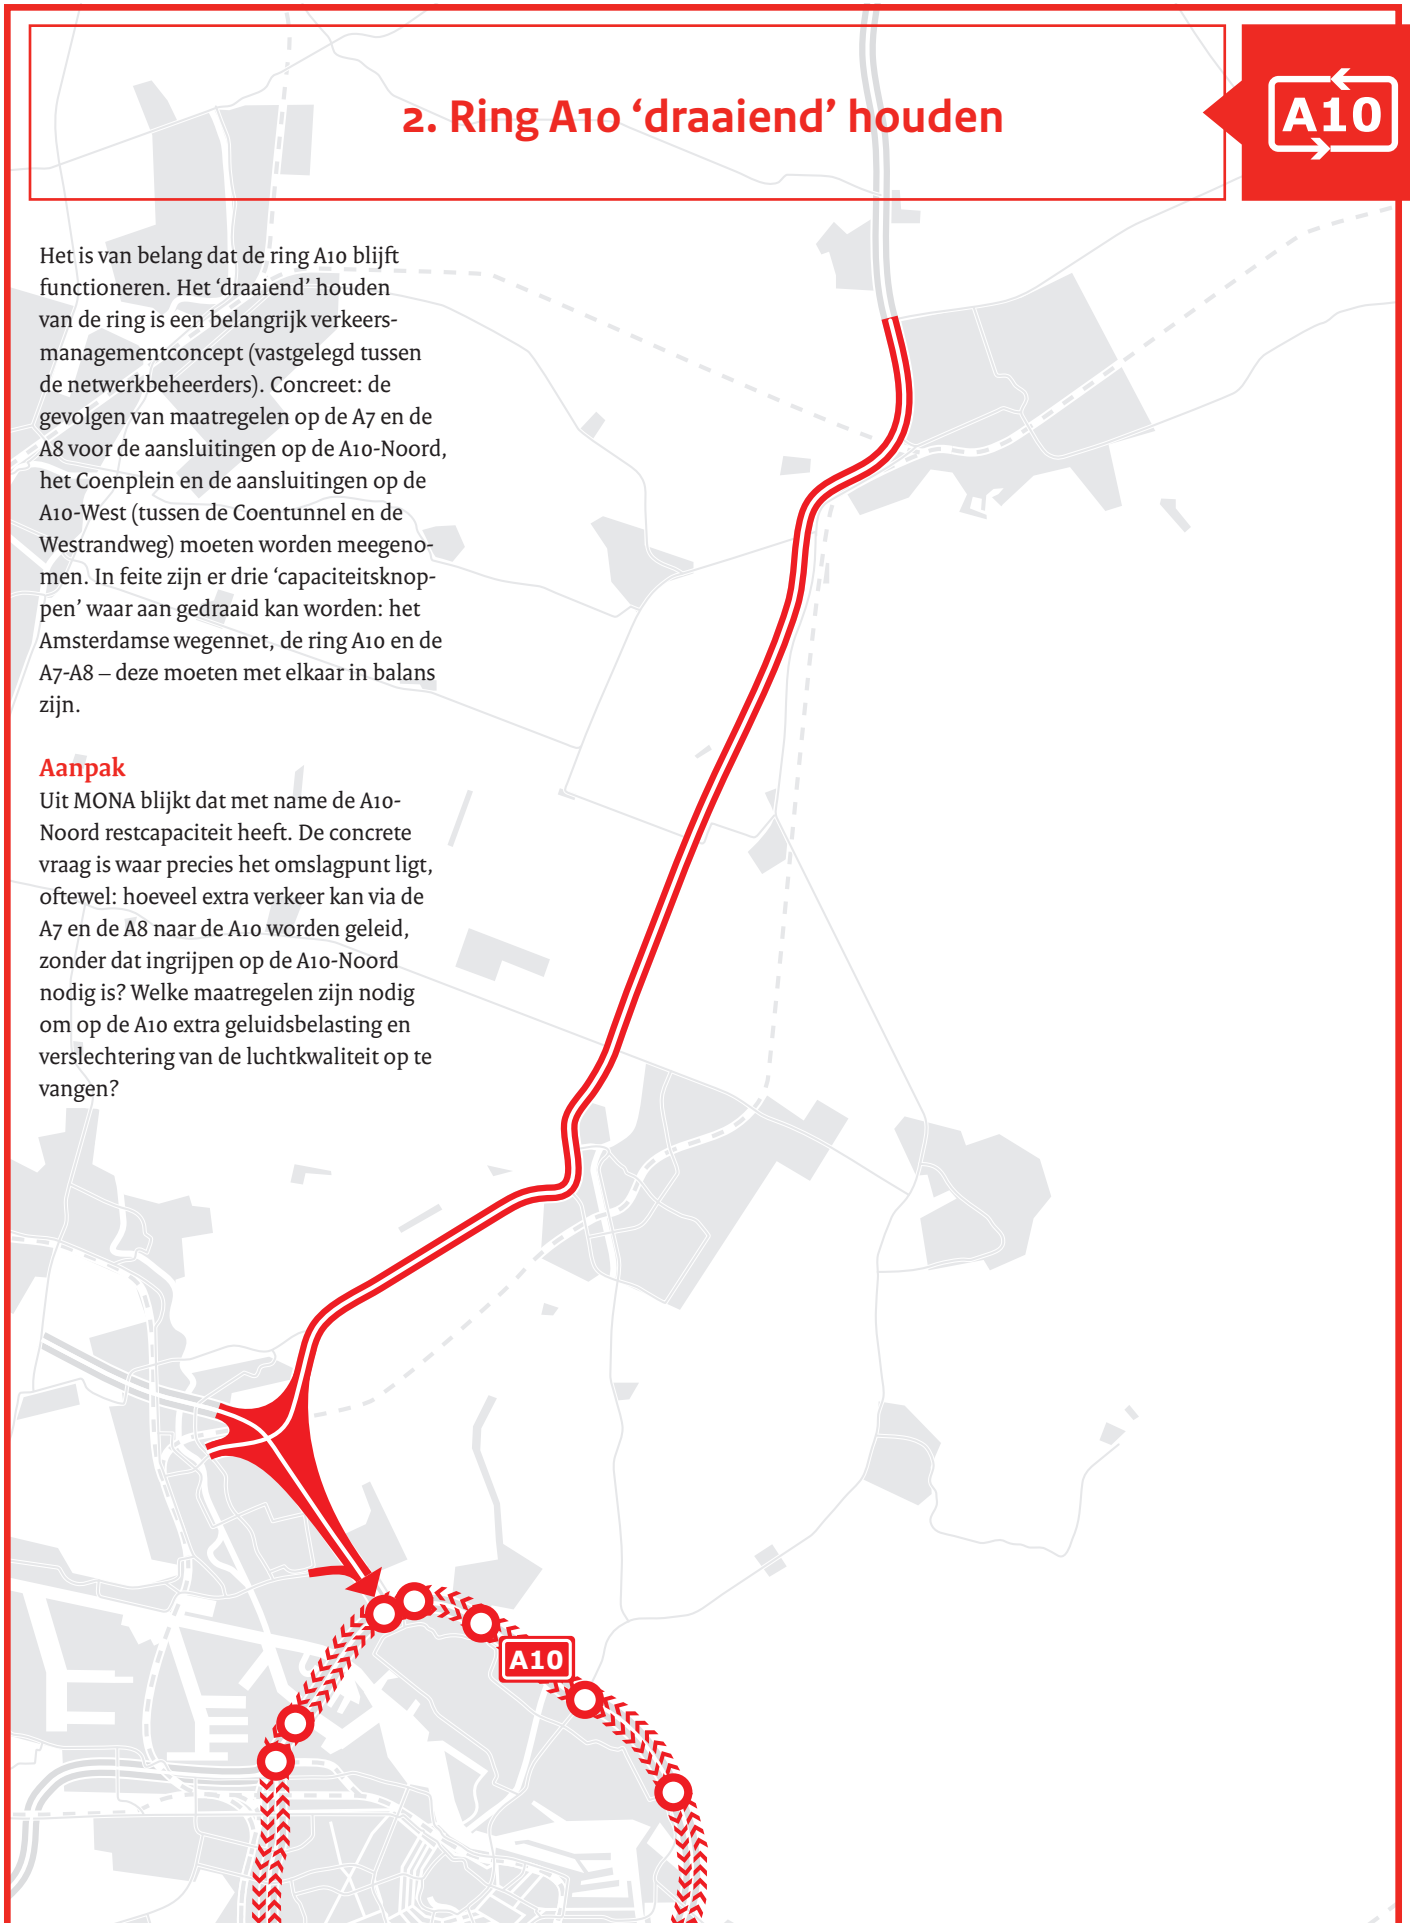 2. Ring A10 ‘draaiend’ houden
A10
Het is van belang dat de ring A10 blijft
functioneren. Het ‘draaiend’ houden
van de ring is een belangrijk verkeers-
managementconcept (vastgelegd tussen
de netwerkbeheerders). Concreet: de
gevolgen van maatregelen op de A7 en de
A8 voor de aansluitingen op de A10-Noord,
het Coenplein en de aansluitingen op de
A10-West (tussen de Coentunnel en de
Westrandweg) moeten worden meegeno-
men. In feite zijn er drie ‘capaciteitsknop-
pen’ waar aan gedraaid kan worden: het
Amsterdamse wegennet, de ring A10 en de
A7-A8 – deze moeten met elkaar in balans
zijn.
Aanpak
Uit MONA blijkt dat met name de A10-
Noord restcapaciteit heeft. De concrete
vraag is waar precies het omslagpunt ligt,
oftewel: hoeveel extra verkeer kan via de
A7 en de A8 naar de A10 worden geleid,
zonder dat ingrijpen op de A10-Noord
nodig is? Welke maatregelen zijn nodig
om op de A10 extra geluidsbelasting en
verslechtering van de luchtkwaliteit op te
vangen?
A10